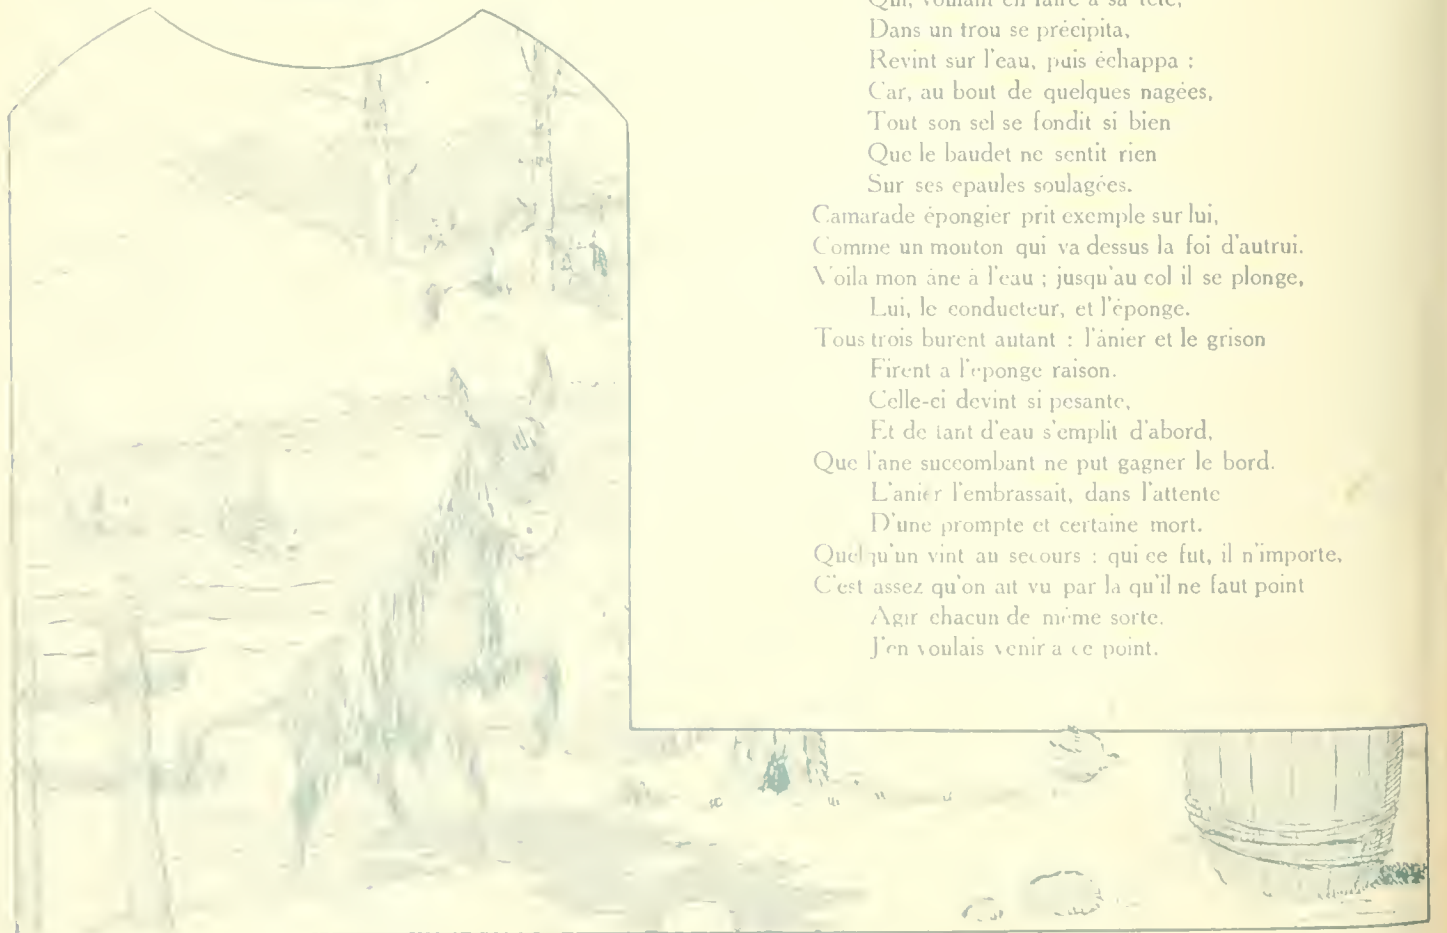 Qui, voulant en faire à sa tête,
Dans un trou se précipita,
Revint sur l'eau, puis échappa :
Car, au bout de quelques nagées,
Tout son sel se fondit si bien
Que le baudet ne sentit rien
Sur ses epaules soulagées.
Camarade épongier prit exemple sur lui,
Comme un mouton qui va dessus la foi d'autrui.
Voila mon âne à l'eau ; jusqu'au col il se plonge,
Lui, le conducteur, et l'éponge.
Tous trois burent autant : l'ânier et le grison
Firent a l'eponge raison.
Celle-ci devint si pesante,
Et de tant d'eau s'emplit d'abord,
Que l'ane succombant ne put gagner le bord.
L'anier l'embrassait, dans l'attente
D'une prompte et certaine mort.
Quelqu'un vint au secours : qui ce fut, il n'importe,
C'est assez qu'on ait vu par la qu'il ne faut point
Agir chacun de même sorte.
J'en voulais venir a ce point.